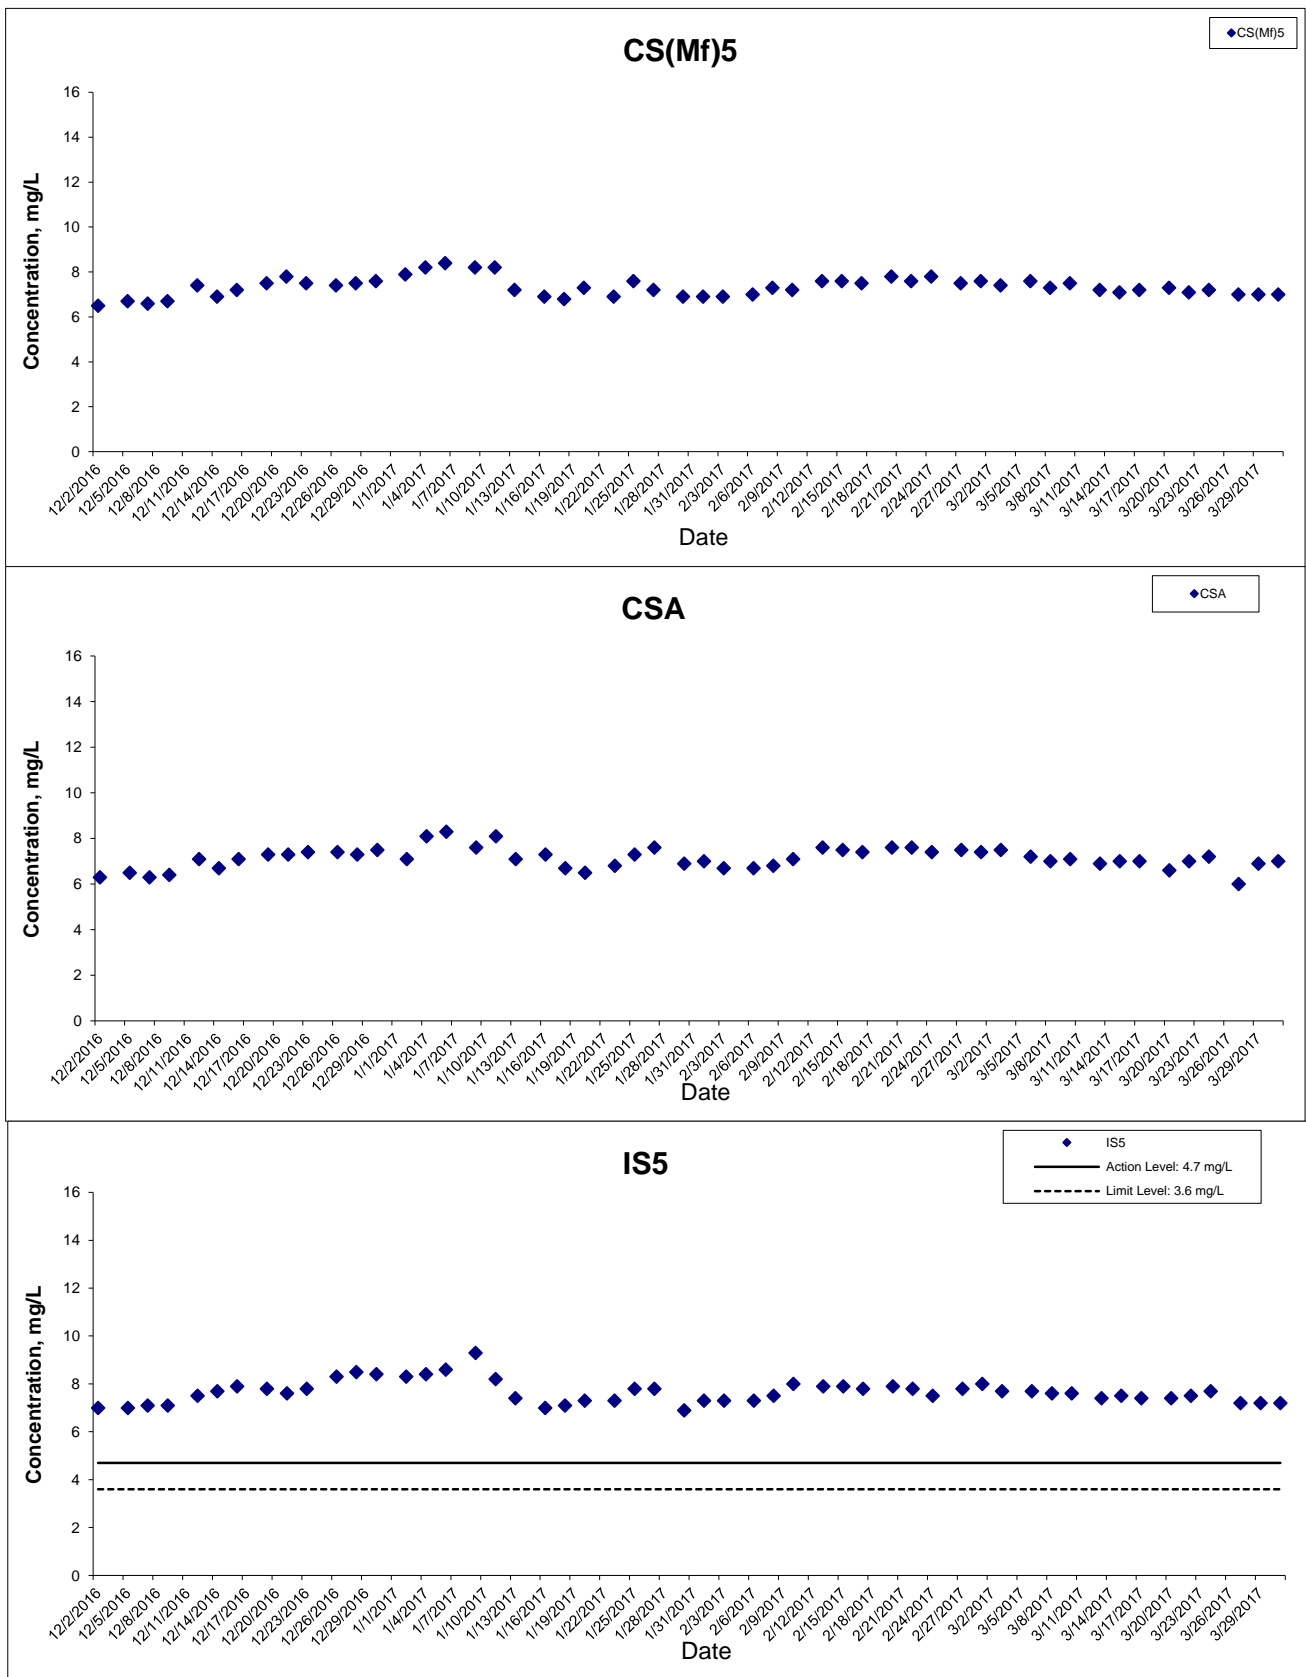 CS(Mf)5
CS(Mf)5
Concentration, mg/L
16
14
12
10
8
6
4
2
0
12/2/2016 12/5/2016 12/8/2016 12/11/2016 12/14/2016 12/17/2016 12/20/2016 12/23/2016 12/26/2016 12/29/2016 1/1/2017 1/4/2017 1/7/2017 1/10/2017 1/13/2017 1/16/2017 1/19/2017 1/22/2017 1/25/2017 1/28/2017 1/31/2017 2/3/2017 2/6/2017 2/9/2017 2/12/2017 2/15/2017 2/18/2017 2/21/2017 2/24/2017 2/27/2017 3/2/2017 3/5/2017 3/8/2017 3/11/2017 3/14/2017 3/17/2017 3/20/2017 3/23/2017 3/26/2017 3/29/2017
Date
CSA
CSA
Concentration, mg/L
16
14
12
10
8
6
4
2
0
12/2/2016 12/5/2016 12/8/2016 12/11/2016 12/14/2016 12/17/2016 12/20/2016 12/23/2016 12/26/2016 12/29/2016 1/1/2017 1/4/2017 1/7/2017 1/10/2017 1/13/2017 1/16/2017 1/19/2017 1/22/2017 1/25/2017 1/28/2017 1/31/2017 2/3/2017 2/6/2017 2/9/2017 2/12/2017 2/15/2017 2/18/2017 2/21/2017 2/24/2017 2/27/2017 3/2/2017 3/5/2017 3/8/2017 3/11/2017 3/14/2017 3/17/2017 3/20/2017 3/23/2017 3/26/2017 3/29/2017
Date
IS5
IS5
Action Level: 4.7 mg/L
Limit Level: 3.6 mg/L
Concentration, mg/L
16
14
12
10
8
6
4
2
0
12/2/2016 12/5/2016 12/8/2016 12/11/2016 12/14/2016 12/17/2016 12/20/2016 12/23/2016 12/26/2016 12/29/2016 1/1/2017 1/4/2017 1/7/2017 1/10/2017 1/13/2017 1/16/2017 1/19/2017 1/22/2017 1/25/2017 1/28/2017 1/31/2017 2/3/2017 2/6/2017 2/9/2017 2/12/2017 2/15/2017 2/18/2017 2/21/2017 2/24/2017 2/27/2017 3/2/2017 3/5/2017 3/8/2017 3/11/2017 3/14/2017 3/17/2017 3/20/2017 3/23/2017 3/26/2017 3/29/2017
Date